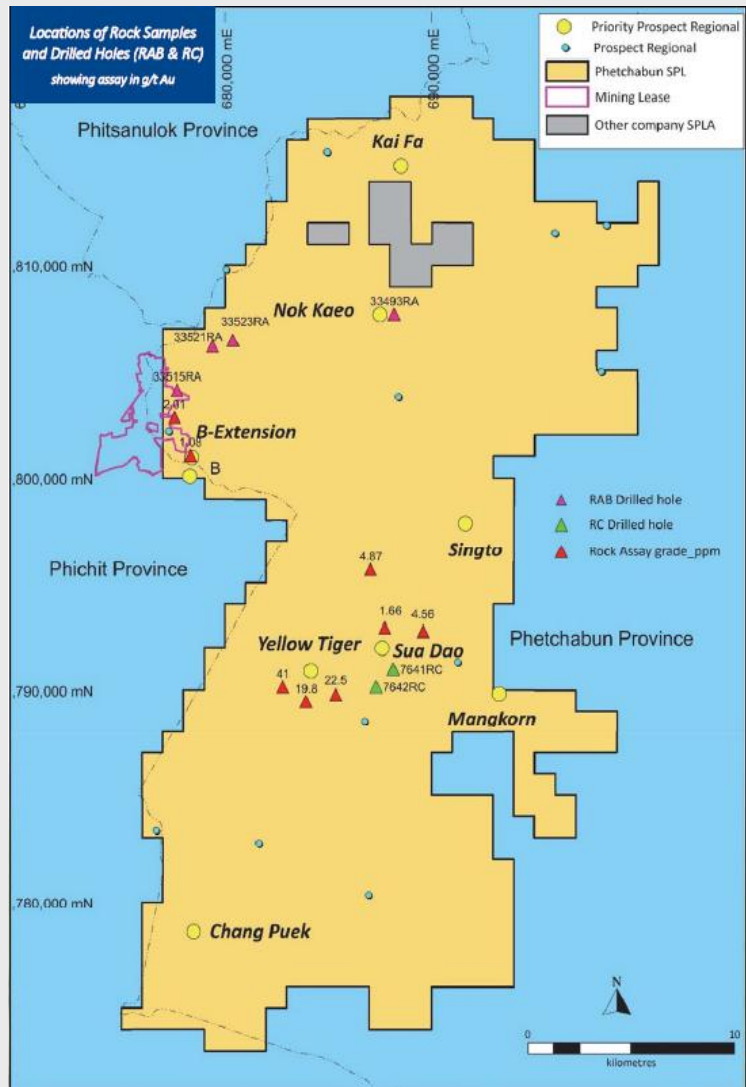 Locations of Rock Samples
and Drilled Holes (RAB & RC)
showing assay in g/t Au
680,000 mE
690,000 mE
Priority Prospect Regional
Prospect Regional
Phetchabun SPL
Mining Lease
Other company SPLA
Phitsanulok Province
Kai Fa
,810,000 mN
Nok Kaeo
33493RA
33523RA
33521RA
33515RA
2.01
B-Extension
1.08
B
,800,000 mN
RAB Drilled hole
RC Drilled hole
Rock Assay grade_ppm
Singto
Phichit Province
4.87
1.66
4.56
Phetchabun Province
Yellow Tiger
Sua Dao
7641RC
7642RC
41
19.8
22.5
,790,000 mN
Mangkorn
,780,000 mN
Chang Puek
N
0
10
kilometres